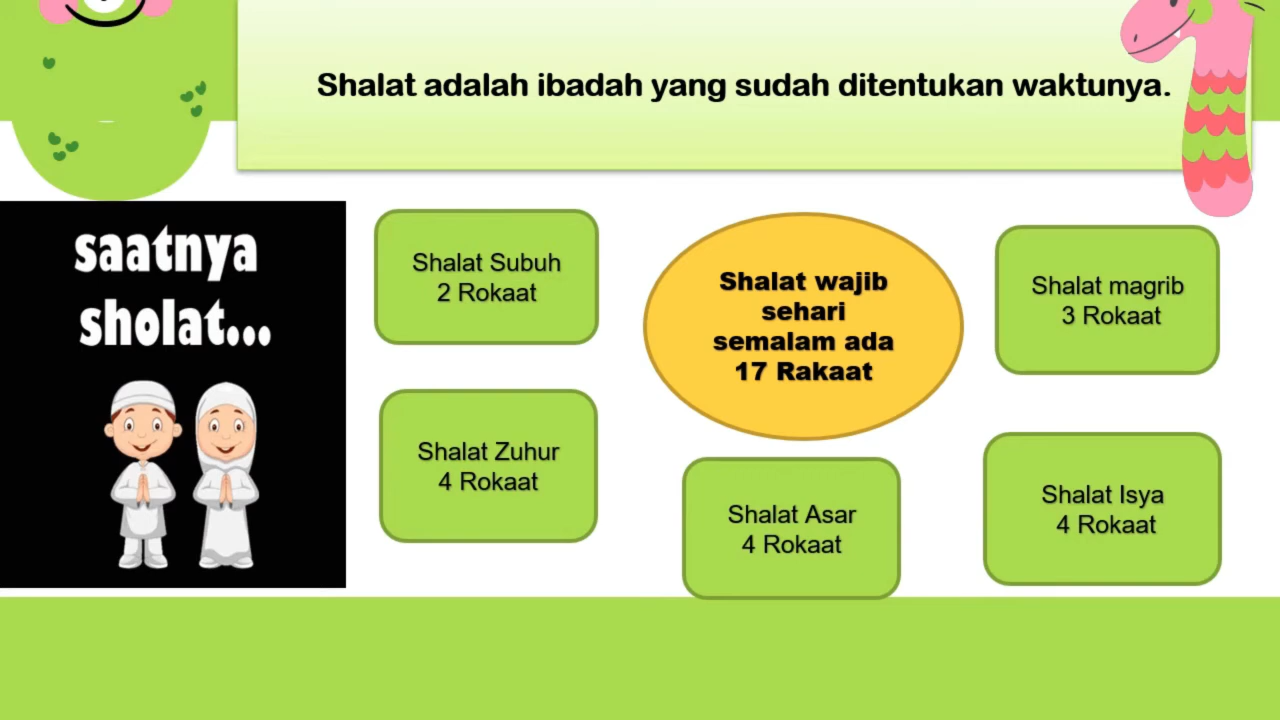 Shalat adalah ibadah yang sudah ditentukan waktunya.
saatnya
sholat...
Shalat Subuh
2 Rokaat
Shalat Zuhur
4 Rokaat
Shalat wajib
sehari
semalam ada
17 Rakaat
Shalat Asar
4 Rokaat
Shalat magrib
3 Rokaat
Shalat Isya
4 Rokaat